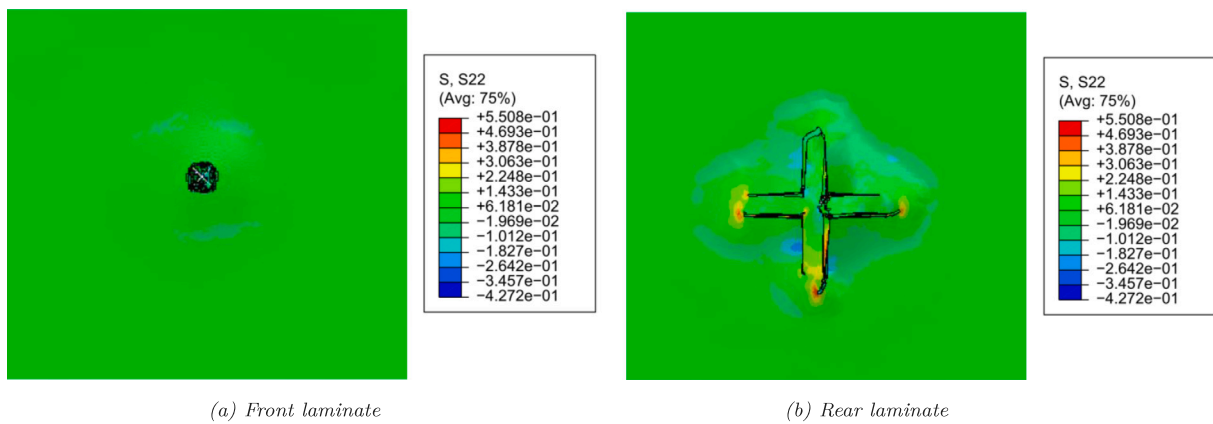 S, S22
(Avg: 75%)
+5.508e−01
+4.693e−01
+3.878e−01
+3.063e−01
+2.248e−01
+1.433e−01
+6.181e−02
−1.969e−02
−1.012e−01
−1.827e−01
−2.642e−01
−3.457e−01
−4.272e−01
S, S22
(Avg: 75%)
+5.508e−01
+4.693e−01
+3.878e−01
+3.063e−01
+2.248e−01
+1.433e−01
+6.181e−02
−1.969e−02
−1.012e−01
−1.827e−01
−2.642e−01
−3.457e−01
−4.272e−01
(a) Front laminate
(b) Rear laminate